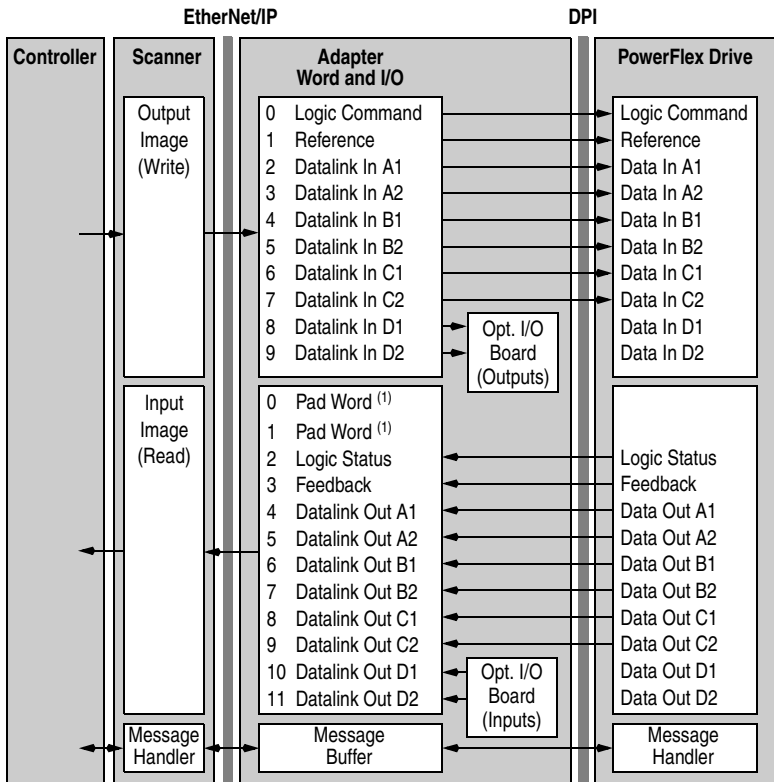 EtherNet/IP DPI
Controller Scanner Adapter PowerFlex Drive
Word and I/O
Output
Image
(Write)
0 Logic Command
1 Reference
2 Datalink In A1
3 Datalink In A2
4 Datalink In B1
5 Datalink In B2
6 Datalink In C1
7 Datalink In C2
8 Datalink In D1
9 Datalink In D2
Opt. I/O
Board
(Outputs)
Logic Command
Reference
Data In A1
Data In A2
Data In B1
Data In B2
Data In C1
Data In C2
Data In D1
Data In D2
Input
Image
(Read)
0 Pad Word (1)
1 Pad Word (1)
2 Logic Status
3 Feedback
4 Datalink Out A1
5 Datalink Out A2
6 Datalink Out B1
7 Datalink Out B2
8 Datalink Out C1
9 Datalink Out C2
10 Datalink Out D1
11 Datalink Out D2
Opt. I/O
Board
(Inputs)
Logic Status
Feedback
Data Out A1
Data Out A2
Data Out B1
Data Out B2
Data Out C1
Data Out C2
Data Out D1
Data Out D2
Message
Handler
Message
Buffer
Message
Handler